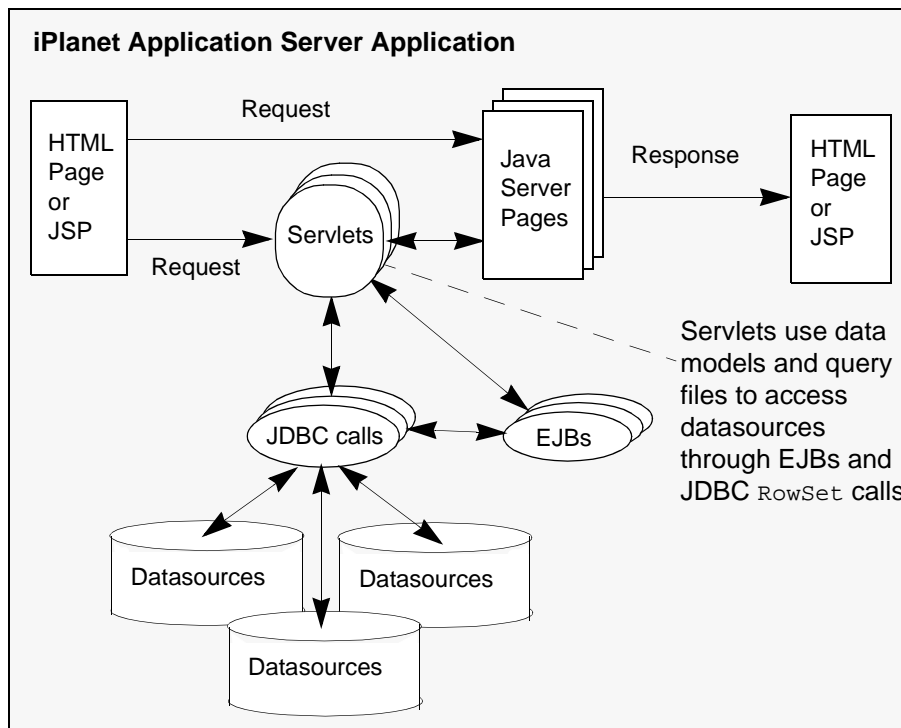 iPlanet Application Server Application
Request
HTML
Page
or
JSP
Java
Server
Pages
Response
HTML
Page
or
JSP
Servlets
Request
Servlets use data
models and query
files to access
datasources
through EJBs and
JDBC RowSet calls
JDBC calls
EJBs
Datasources
Datasources
Datasources